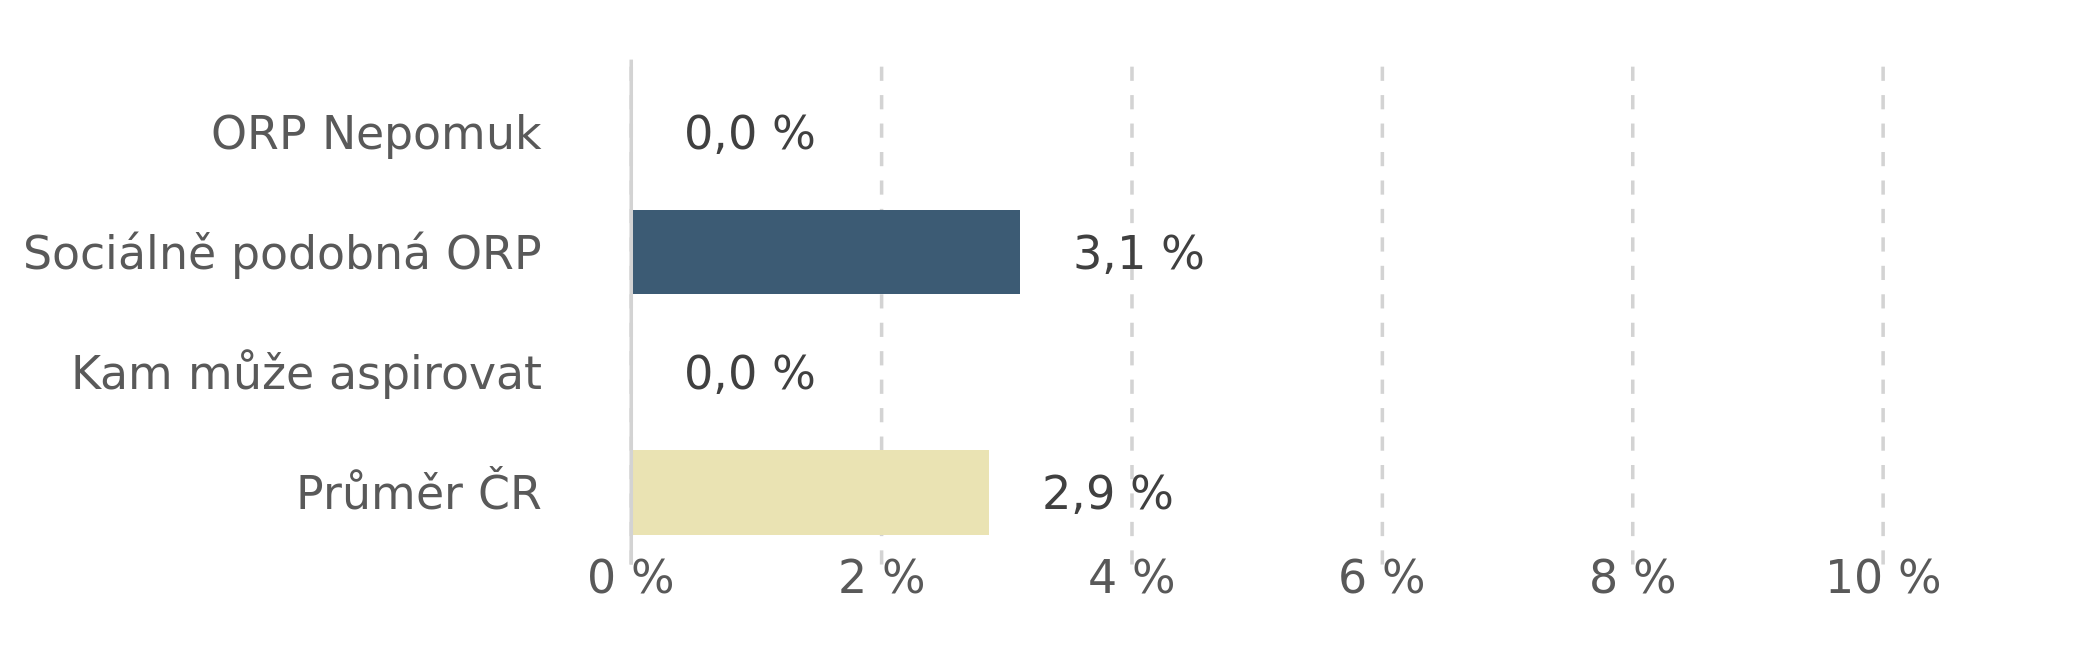 ORP Nepomuk 0,0 %
Sociálně podobná ORP 3,1 %
Kam může aspirovat 0,0 %
Průměr ČR 2,9 %
0 % 2 % 4 % 6 % 8 % 10 %